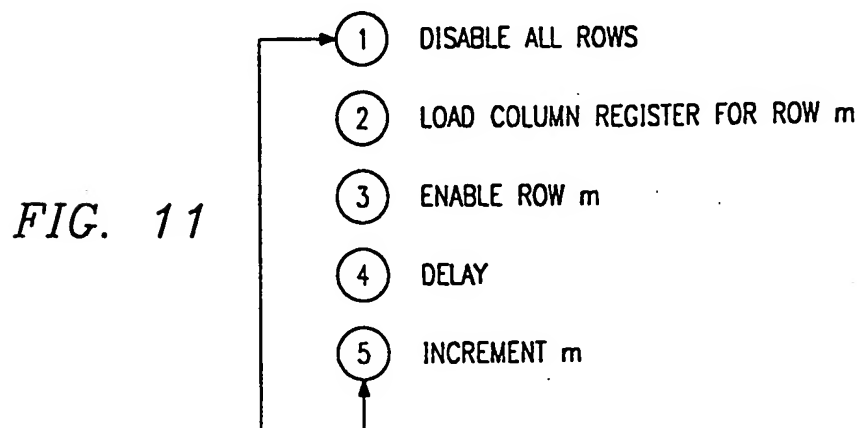 1 DISABLE ALL ROWS
2 LOAD COLUMN REGISTER FOR ROW m
3 ENABLE ROW m
FIG. 11
4 DELAY
5 INCREMENT m